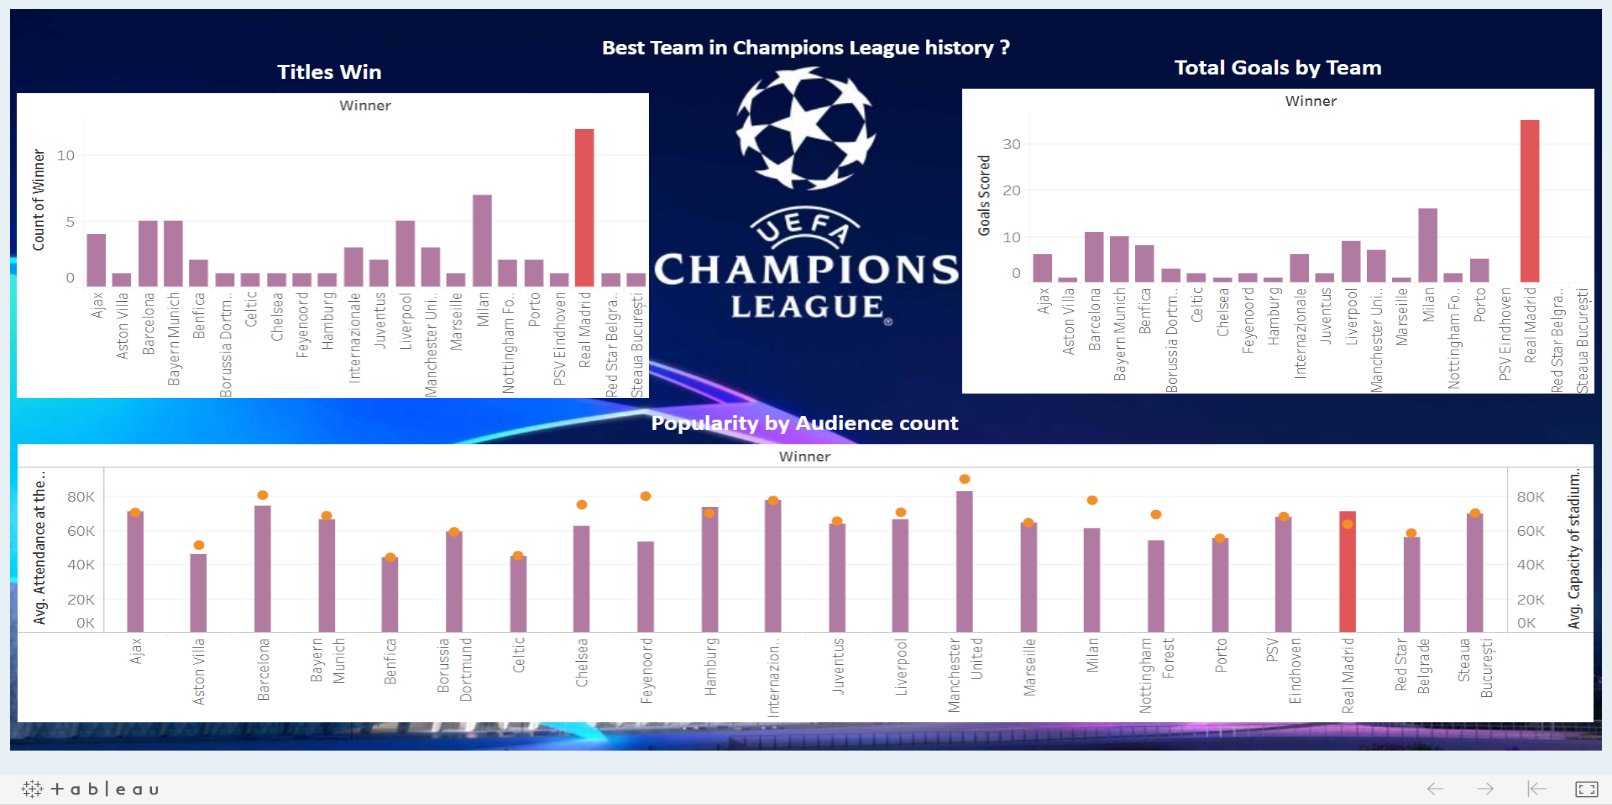 Best Team in Champions League history ?
Titles Win
Winner
Count of Winner
10
5
0
Ajax
Aston Villa
Barcelona
Bayern Munich
Benfica
Borussia Dortm..
Celtic
Chelsea
Feyenoord
Hamburg
Internazionale
Juventus
Liverpool
Manchester Uni..
Marseille
Milan
Nottingham Fo..
Porto
PSV Eindhoven
Real Madrid
Red Star Belgra..
Steaua București
UEFA
CHAMPIONS
LEAGUE®
Total Goals by Team
Winner
Goals Scored
30
20
10
0
Ajax
Aston Villa
Barcelona
Bayern Munich
Benfica
Borussia Dortm..
Celtic
Chelsea
Feyenoord
Hamburg
Internazionale
Juventus
Liverpool
Manchester Uni..
Marseille
Milan
Nottingham Fo..
Porto
PSV Eindhoven
Real Madrid
Red Star Belgra..
Steaua București
Popularity by Audience count
Winner
Avg. Attendance at the..
80K
60K
40K
20K
0K
Ajax
Aston Villa
Barcelona
Bayern
Munich
Benfica
Borussia
Dortmund
Celtic
Chelsea
Feyenoord
Hamburg
Internazion..
Juventus
Liverpool
Manchester
United
Marseille
Milan
Nottingham
Forest
Porto
PSV
Eindhoven
Real Madrid
Red Star
Belgrade
Steaua
București
80K
60K
40K
20K
0K
Avg. Capacity of stadium..
+ableau